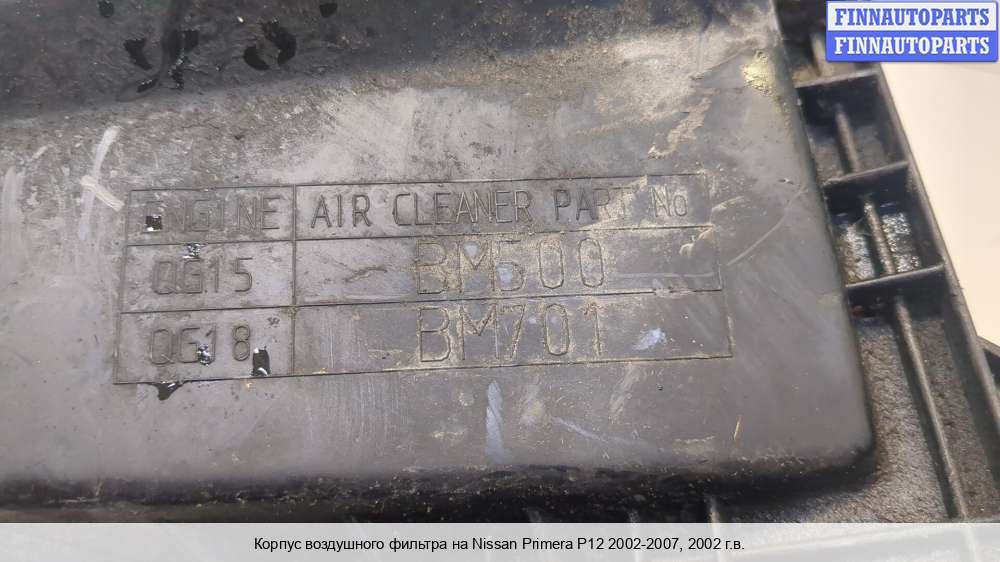 FINNAUTOPARTS
FINNAUTOPARTS
ENGINE AIR CLEANER PART No
QG15 BM500
QG18 BM701
Корпус воздушного фильтра на Nissan Primera P12 2002-2007, 2002 г.в.